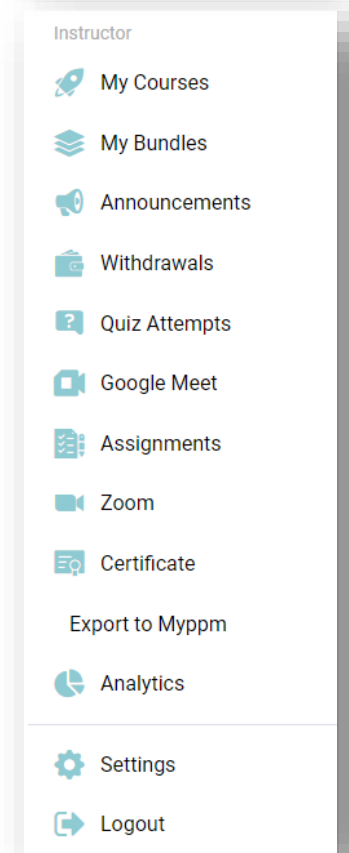 Instructor
My Courses
My Bundles
Announcements
Withdrawals
Quiz Attempts
Google Meet
Assignments
Zoom
Certificate
Export to Myppm
Analytics
Settings
Logout